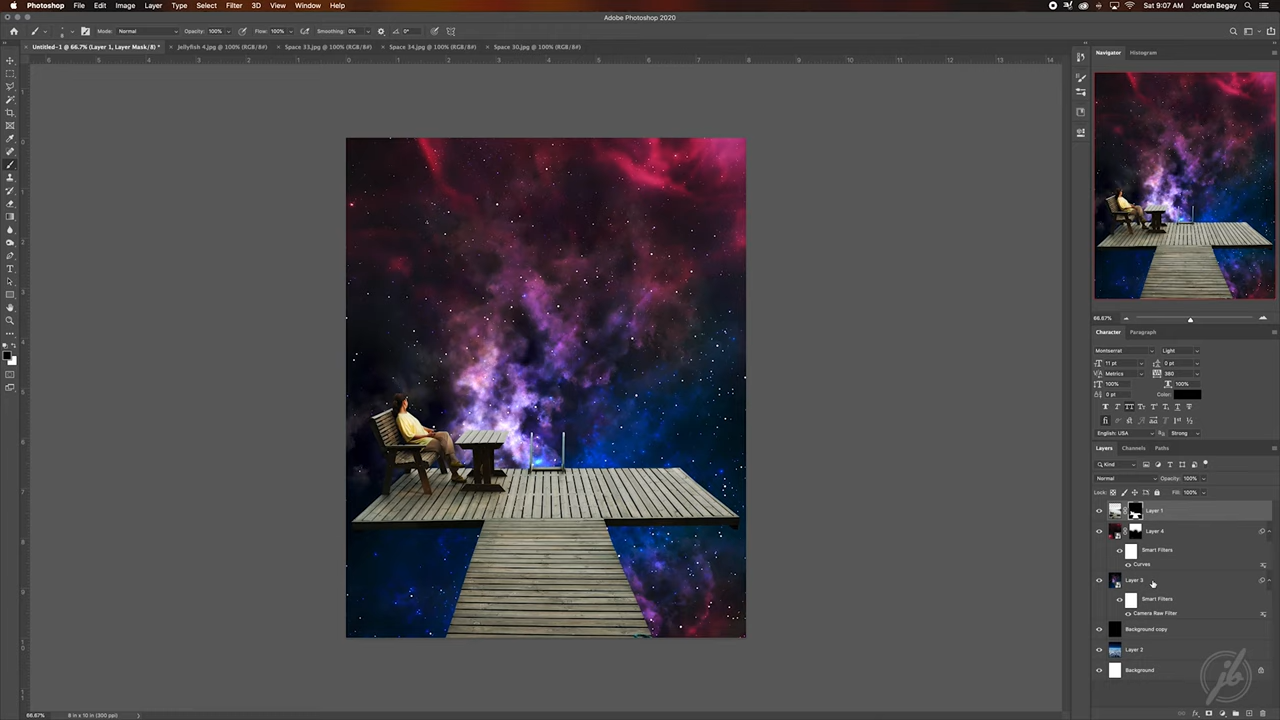 Photoshop File Edit Image Layer Type Select Filter 3D View Window Help Sat 9:07 AM Jordan Begay
Adobe Photoshop 2020
Mode: Normal Opacity: 100% Flow: 100% Smoothing: 0% 0°
Untitled-1 @ 66.7% (Layer 1, Layer Mask/8) * Jellyfish 4.jpg @ 100% (RGB/8#) Space 33.jpg @ 100% (RGB/8#) Space 34.jpg @ 100% (RGB/8#) Space 30.jpg @ 100% (RGB/8#)
Navigator Histogram
66.67%
Character Paragraph
Montserrat Light
11 pt 0 pt
Metrics 380
100% 100%
0 pt Color:
English: USA Strong
Layers Channels Paths
Kind
Normal Opacity: 100%
Lock: Fill: 100%
Layer 1
Layer 4
Smart Filters
Curves
Layer 3
Smart Filters
Camera Raw Filter
Background copy
Layer 2
Background
jb
66.67% 8 in x 10 in (300 ppi)